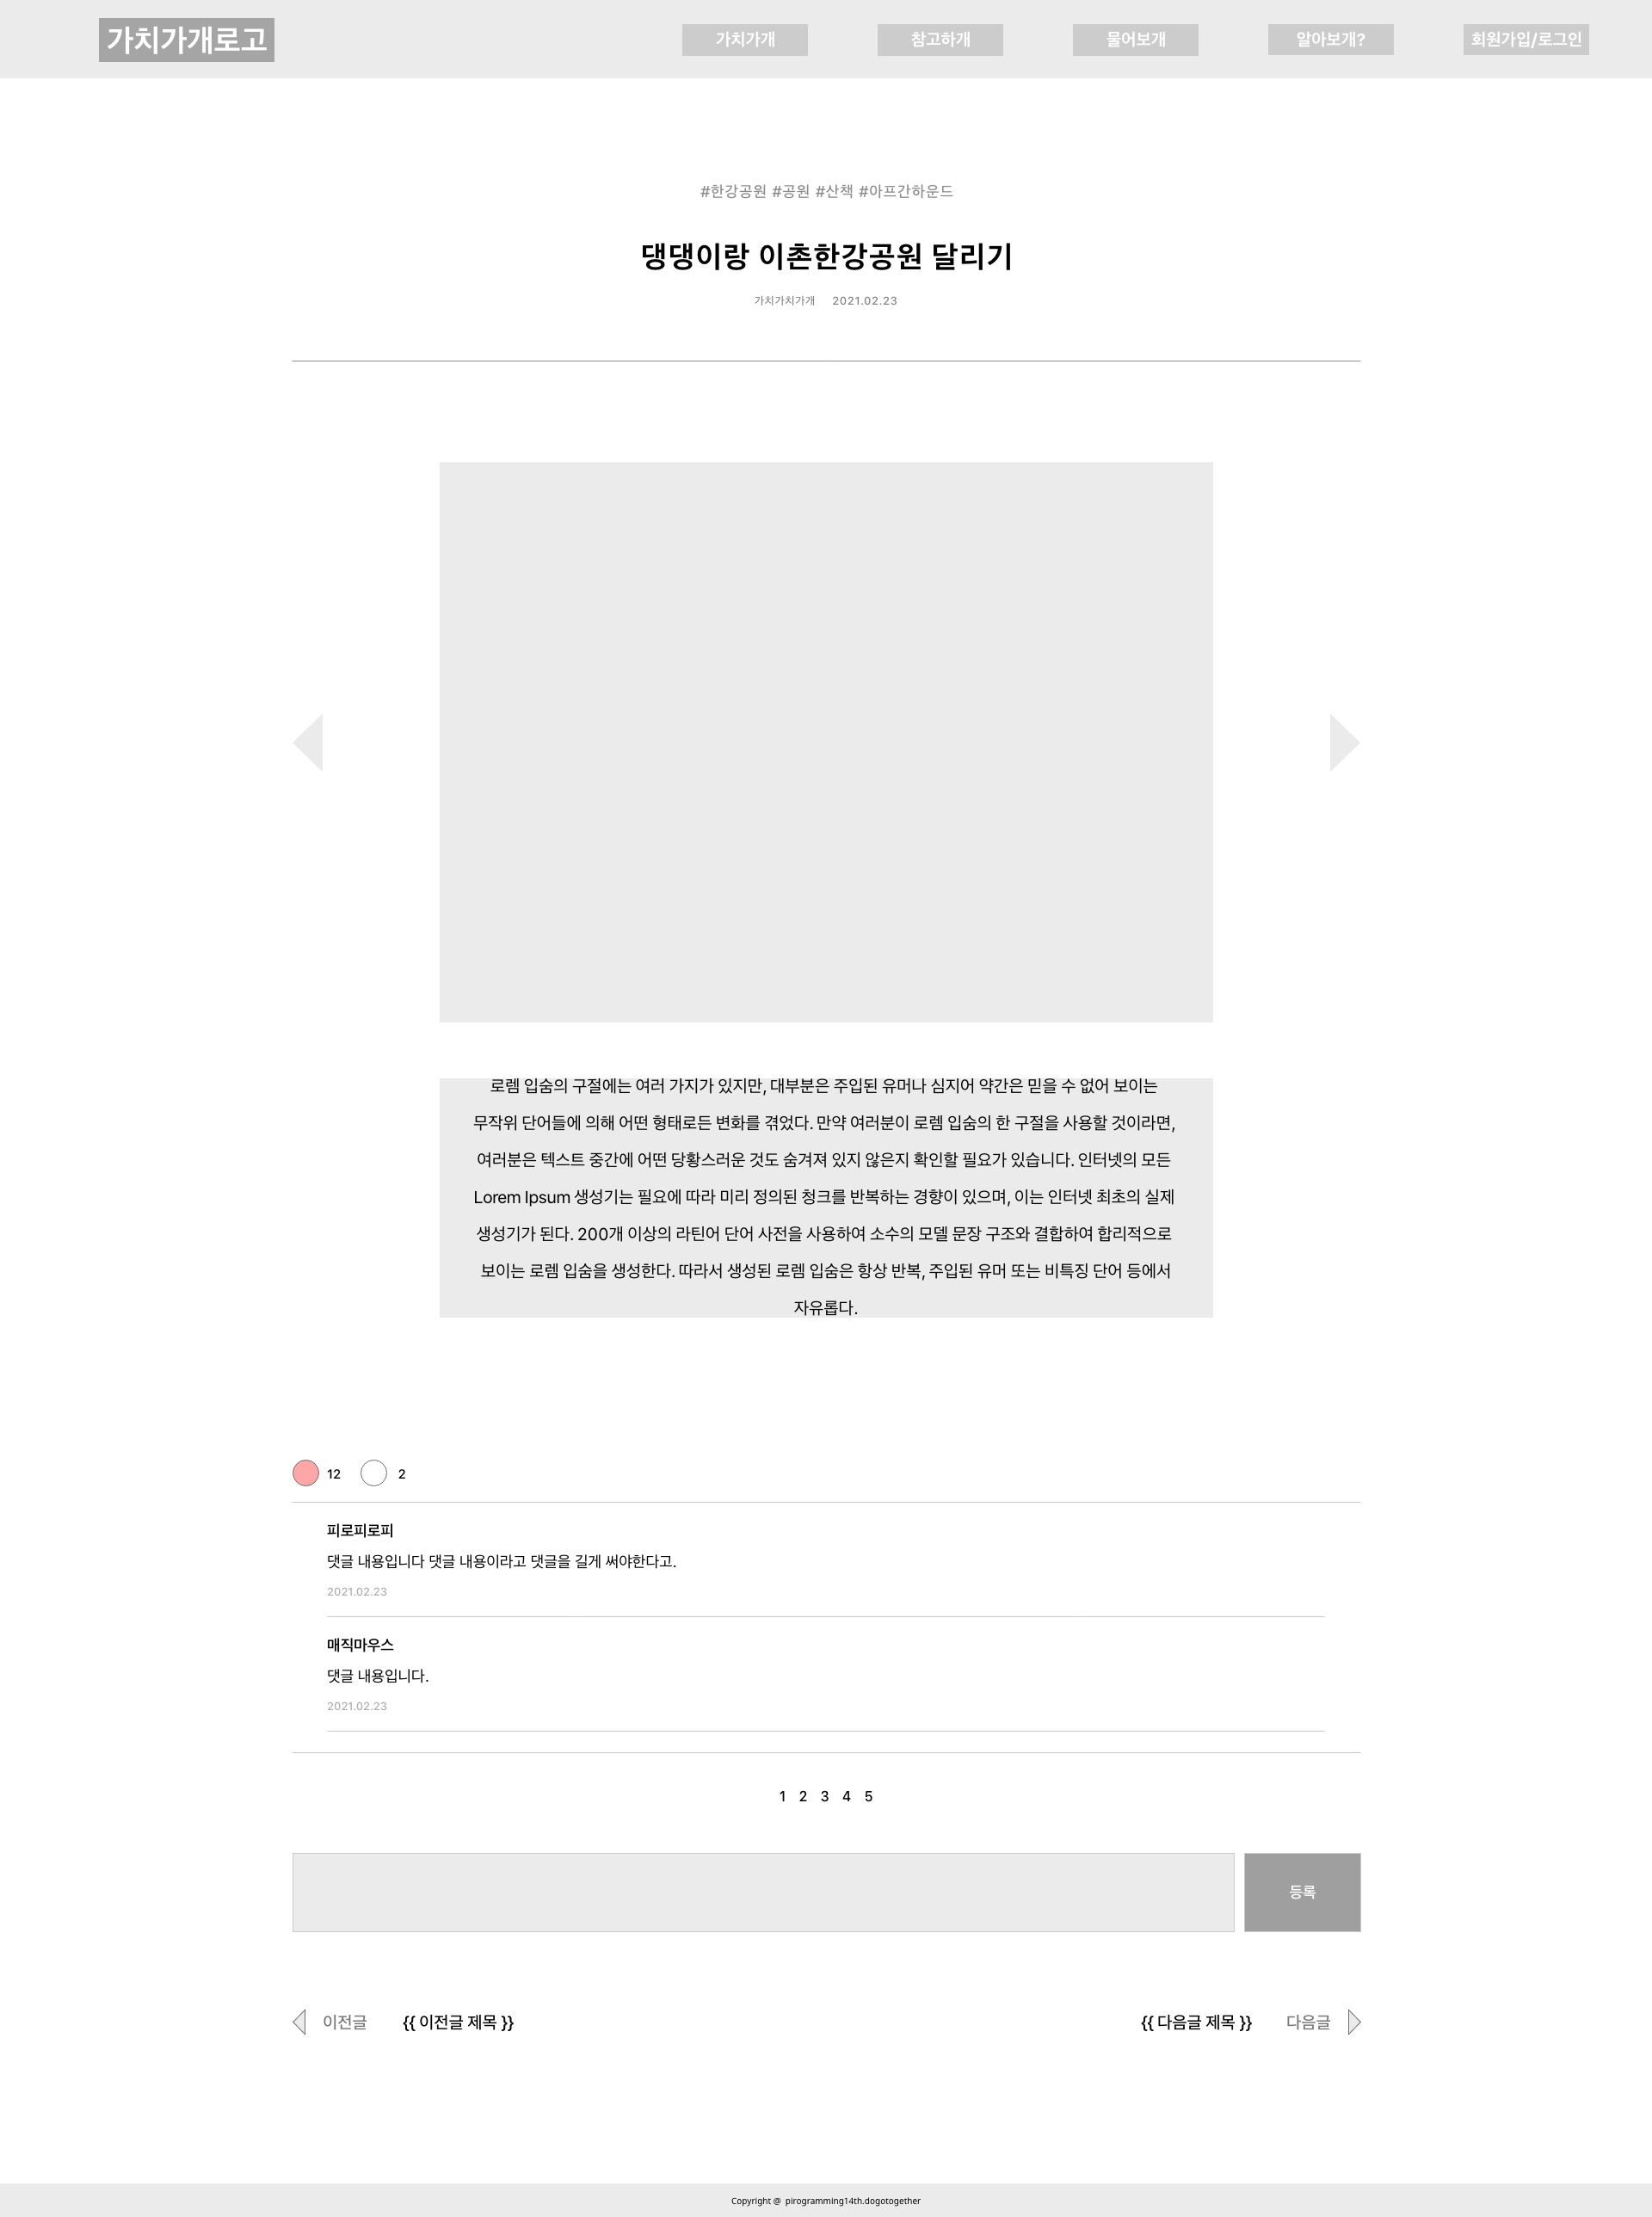 가치가개로고
가치가개
참고하개
물어보개
알아보개?
회원가입/로그인
#한강공원 #공원 #산책 #아프간하운드
댕댕이랑 이촌한강공원 달리기
가치가치가개 2021.02.23
로렘 입숨의 구절에는 여러 가지가 있지만, 대부분은 주입된 유머나 심지어 약간은 믿을 수 없어 보이는
무작위 단어들에 의해 어떤 형태로든 변화를 겪었다. 만약 여러분이 로렘 입숨의 한 구절을 사용할 것이라면,
여러분은 텍스트 중간에 어떤 당황스러운 것도 숨겨져 있지 않은지 확인할 필요가 있습니다. 인터넷의 모든
Lorem Ipsum 생성기는 필요에 따라 미리 정의된 청크를 반복하는 경향이 있으며, 이는 인터넷 최초의 실제
생성기가 된다. 200개 이상의 라틴어 단어 사전을 사용하여 소수의 모델 문장 구조와 결합하여 합리적으로
보이는 로렘 입숨을 생성한다. 따라서 생성된 로렘 입숨은 항상 반복, 주입된 유머 또는 비특징 단어 등에서
자유롭다.
12 2
피로피로피
댓글 내용입니다 댓글 내용이라고 댓글을 길게 써야한다고.
2021.02.23
매직마우스
댓글 내용입니다.
2021.02.23
1 2 3 4 5
등록
이전글 {{ 이전글 제목 }}
{{ 다음글 제목 }} 다음글
Copyright @ pirogramming14th.dogotogether